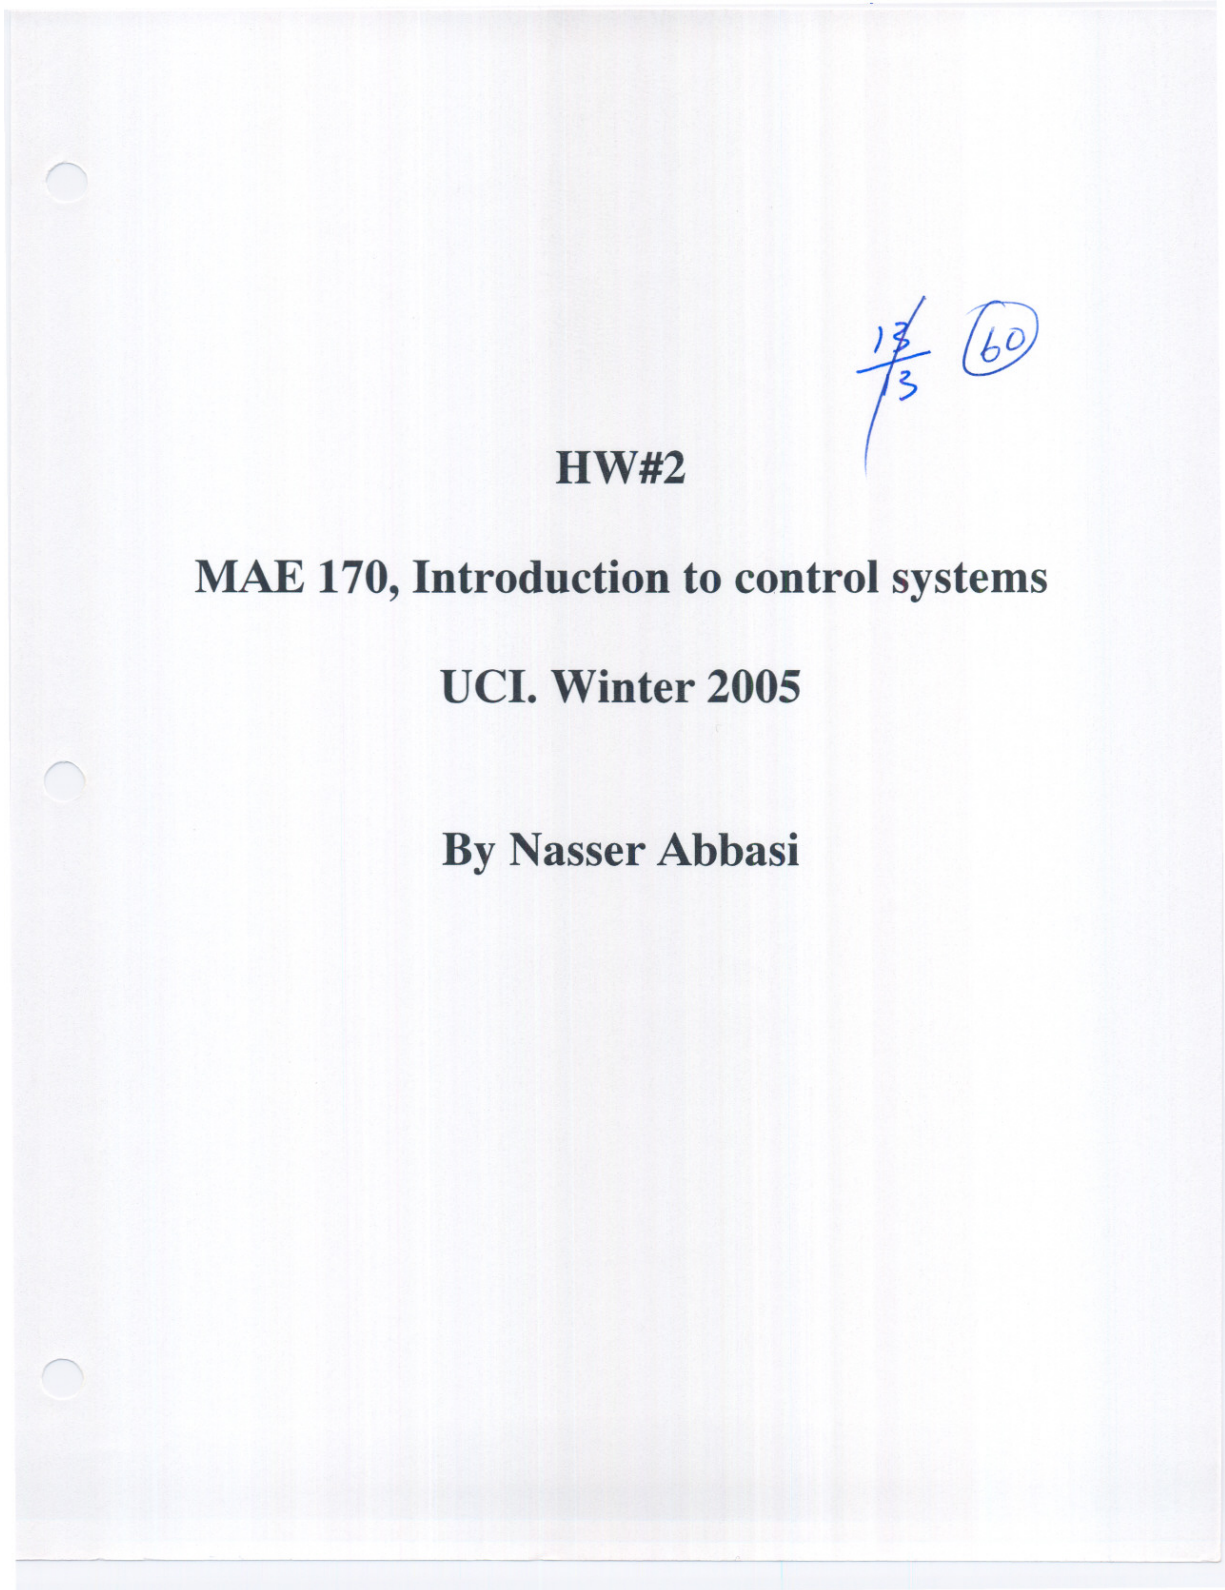 13/13 60
HW#2
MAE 170, Introduction to control systems
UCI. Winter 2005
By Nasser Abbasi